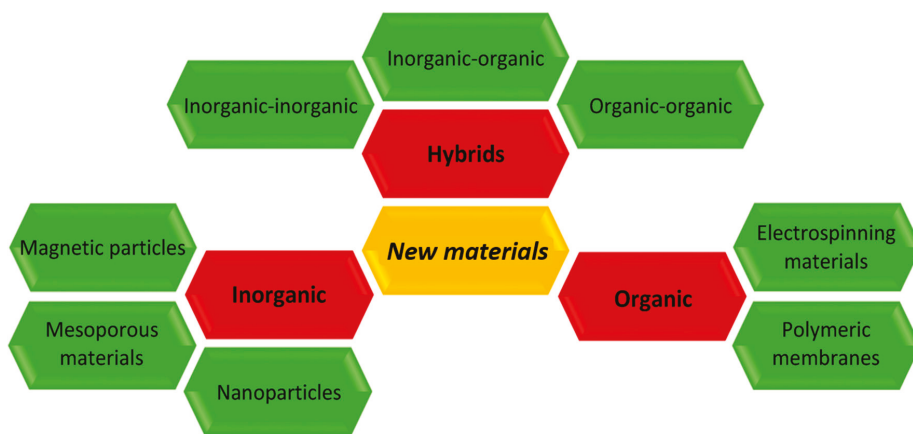 Inorganic-organic
Inorganic-inorganic
Organic-organic
Hybrids
New materials
Magnetic particles
Inorganic
Mesoporous
materials
Nanoparticles
Electrospinning
materials
Organic
Polymeric
membranes